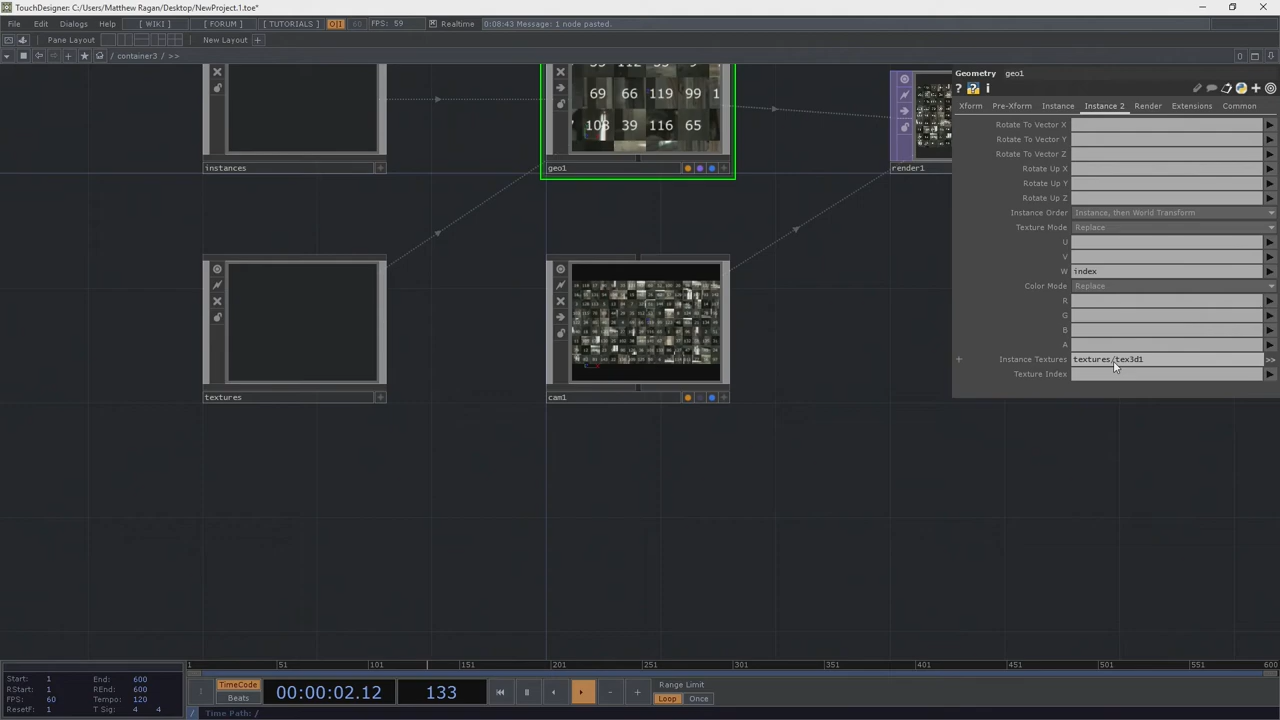 TouchDesigner: C:/Users/Matthew Ragan/Desktop/NewProject.1.toe*
File Edit Dialogs Help [ WIKI ] [ FORUM ] [ TUTORIALS ] O|I 60 FPS: 59 Realtime 0:08:43 Message: 1 node pasted.
Pane Layout New Layout +
/ container3 / >>
Geometry geo1
Xform Pre-Xform Instance Instance 2 Render Extensions Common
Rotate To Vector X
Rotate To Vector Y
Rotate To Vector Z
Rotate Up X
Rotate Up Y
Rotate Up Z
Instance Order Instance, then World Transform
Texture Mode Replace
U
V
W index
Color Mode Replace
R
G
B
A
Instance Textures textures/tex3d1
Texture Index
69 66 119 99 1
39 116 65
instances
geo1
render1
textures
cam1
1 51 101 151 201 251 301 351 401 451 501 551 600
Start: 1 End: 600
RStart: 1 REnd: 600
FPS: 60 Tempo: 120
ResetF: 1 T Sig: 4 4
TimeCode
Beats
00:00:02.12
133
Range Limit
Loop Once
/ Time Path: /